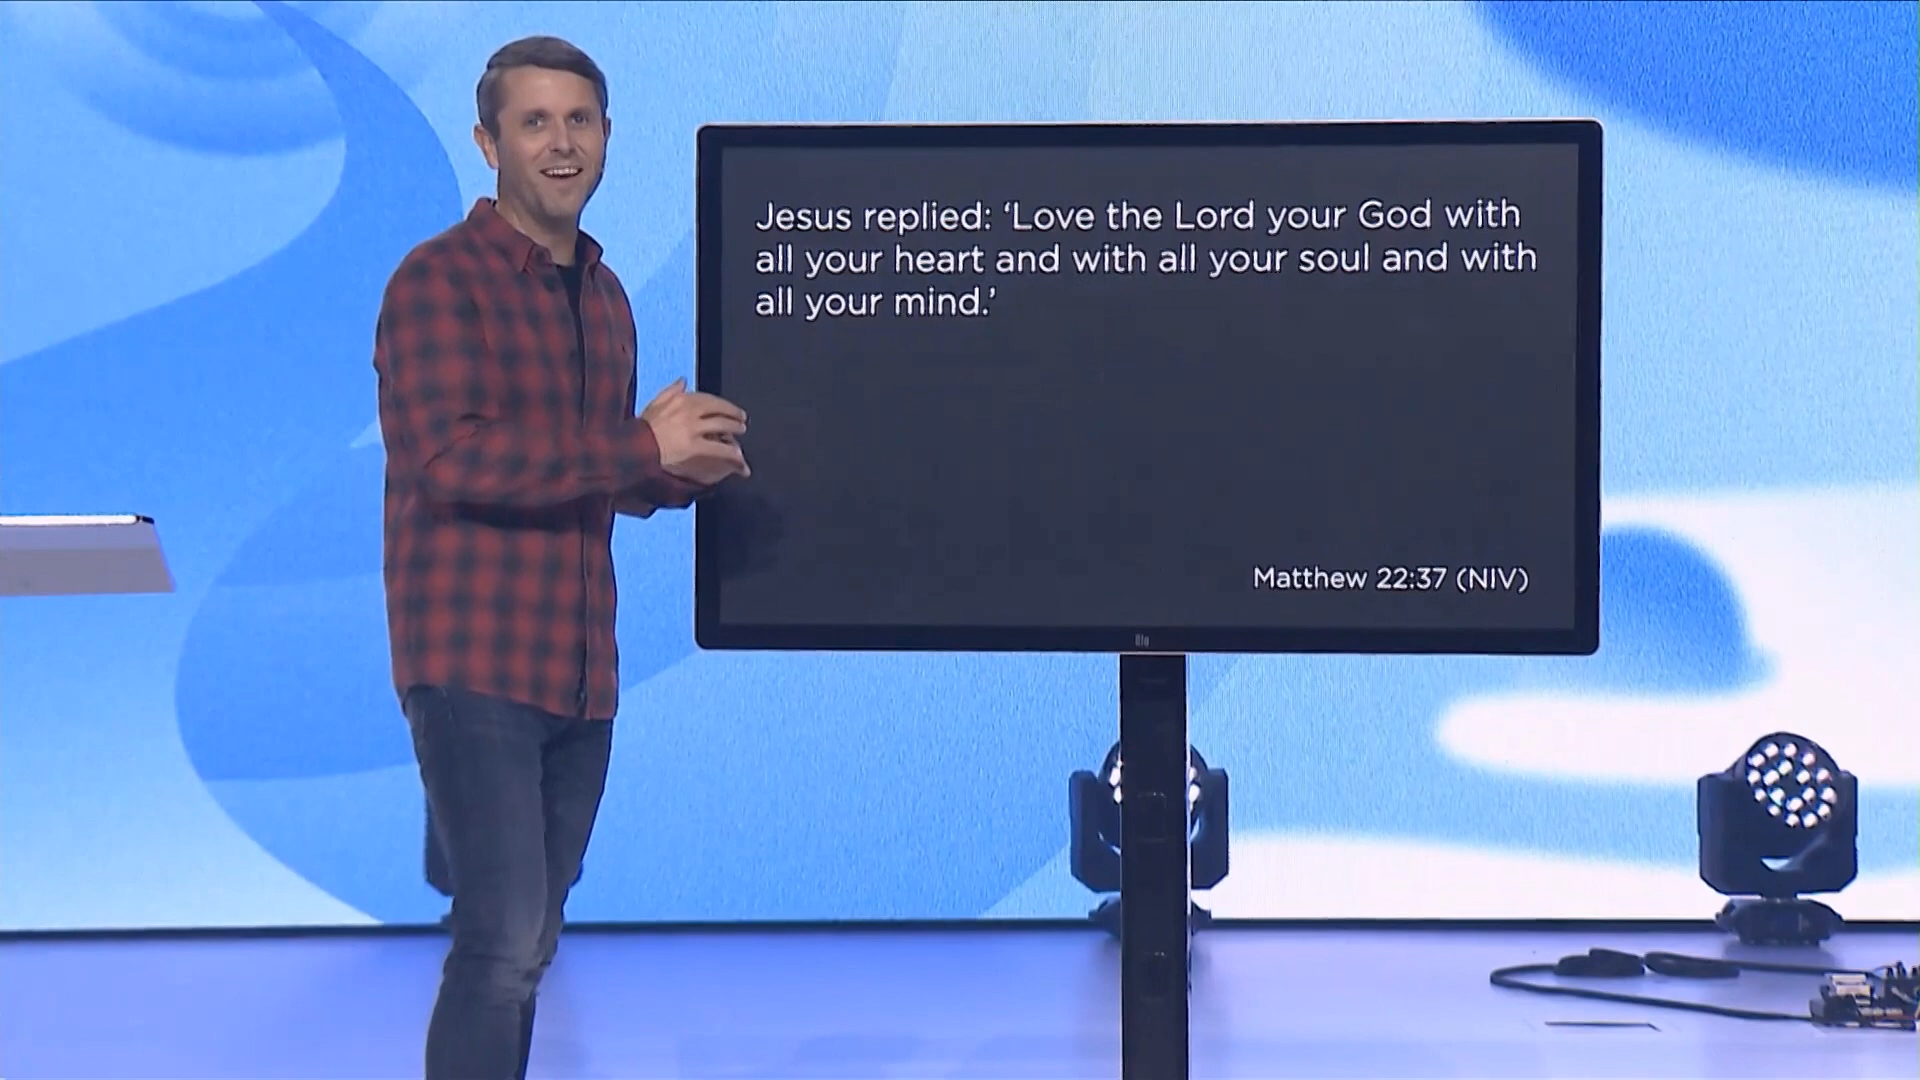 Jesus replied: ‘Love the Lord your God with
all your heart and with all your soul and with
all your mind.’
Matthew 22:37 (NIV)
elo